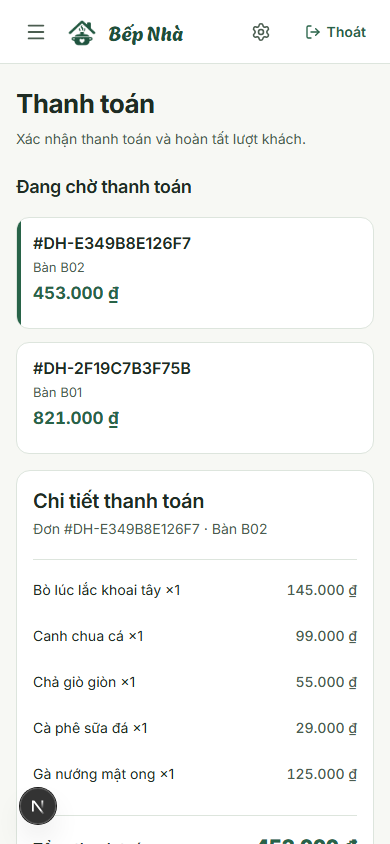 Bếp Nhà
Thoát
Thanh toán
Xác nhận thanh toán và hoàn tất lượt khách.
Đang chờ thanh toán
#DH-E349B8E126F7
Bàn B02
453.000 ₫
#DH-2F19C7B3F75B
Bàn B01
821.000 ₫
Chi tiết thanh toán
Đơn #DH-E349B8E126F7 · Bàn B02
Bò lúc lắc khoai tây ×1 145.000 ₫
Canh chua cá ×1 99.000 ₫
Chả giò giòn ×1 55.000 ₫
Cà phê sữa đá ×1 29.000 ₫
Gà nướng mật ong ×1 125.000 ₫
N
453.000 ₫